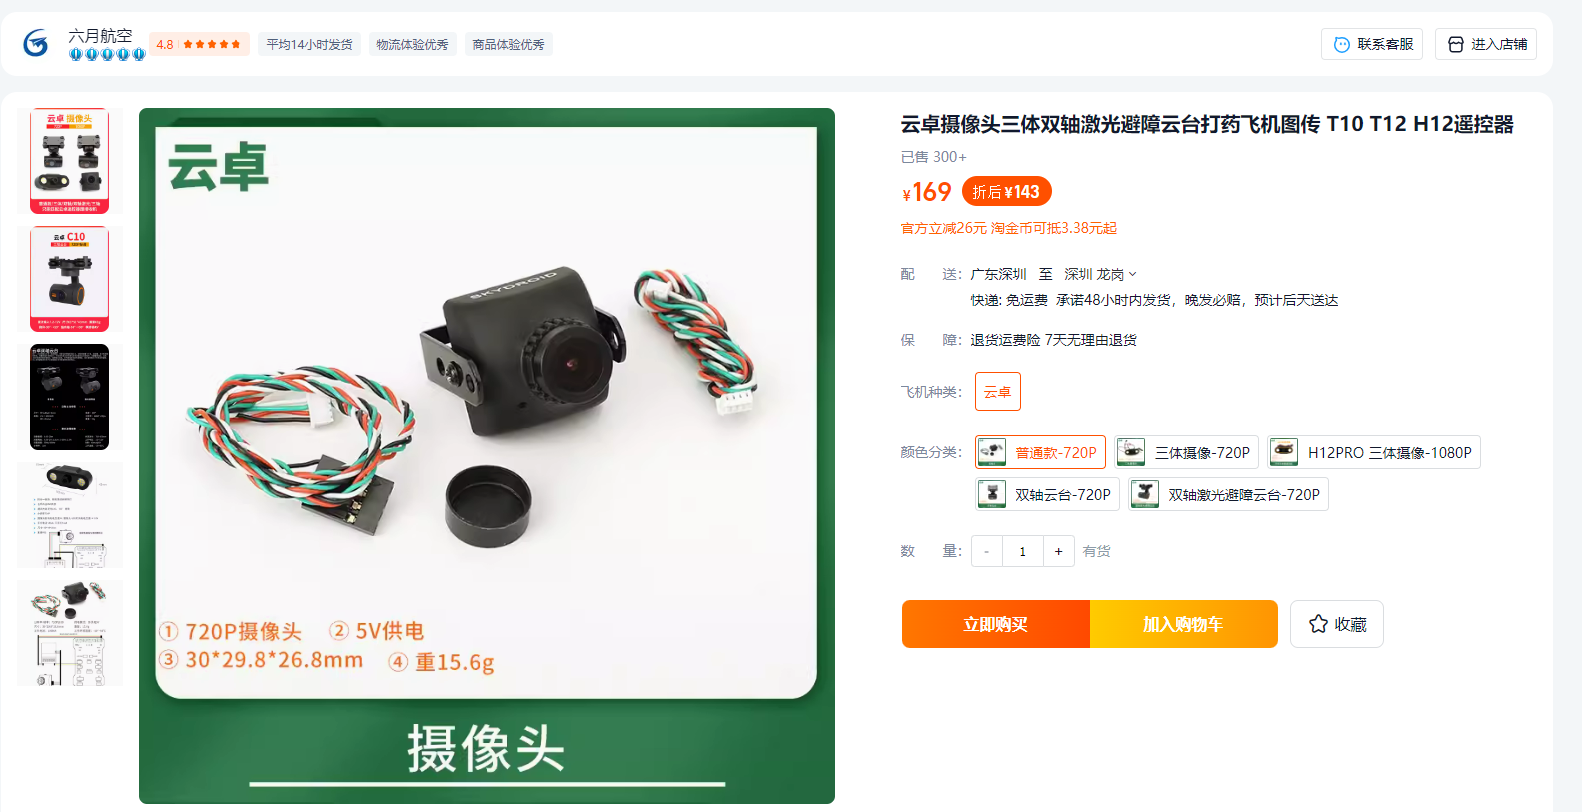 六月航空
4.8
平均14小时发货
物流体验优秀
商品体验优秀
联系客服
进入店铺
云卓 摄像头
云卓 C10
云卓
SKYDROID
① 720P摄像头 ② 5V供电
③ 30*29.8*26.8mm ④ 重15.6g
摄像头
云卓摄像头三体双轴激光避障云台打药飞机图传 T10 T12 H12遥控器
已售 300+
¥169 折后 ¥143
官方立减26元 淘金币可抵3.38元起
配 送： 广东深圳 至 深圳 龙岗
快递: 免运费 承诺48小时内发货，晚发必赔，预计后天送达
保 障： 退货运费险 7天无理由退货
飞机种类： 云卓
颜色分类： 普通款-720P 三体摄像-720P H12PRO 三体摄像-1080P
双轴云台-720P 双轴激光避障云台-720P
数 量： - 1 + 有货
立即购买 加入购物车 收藏